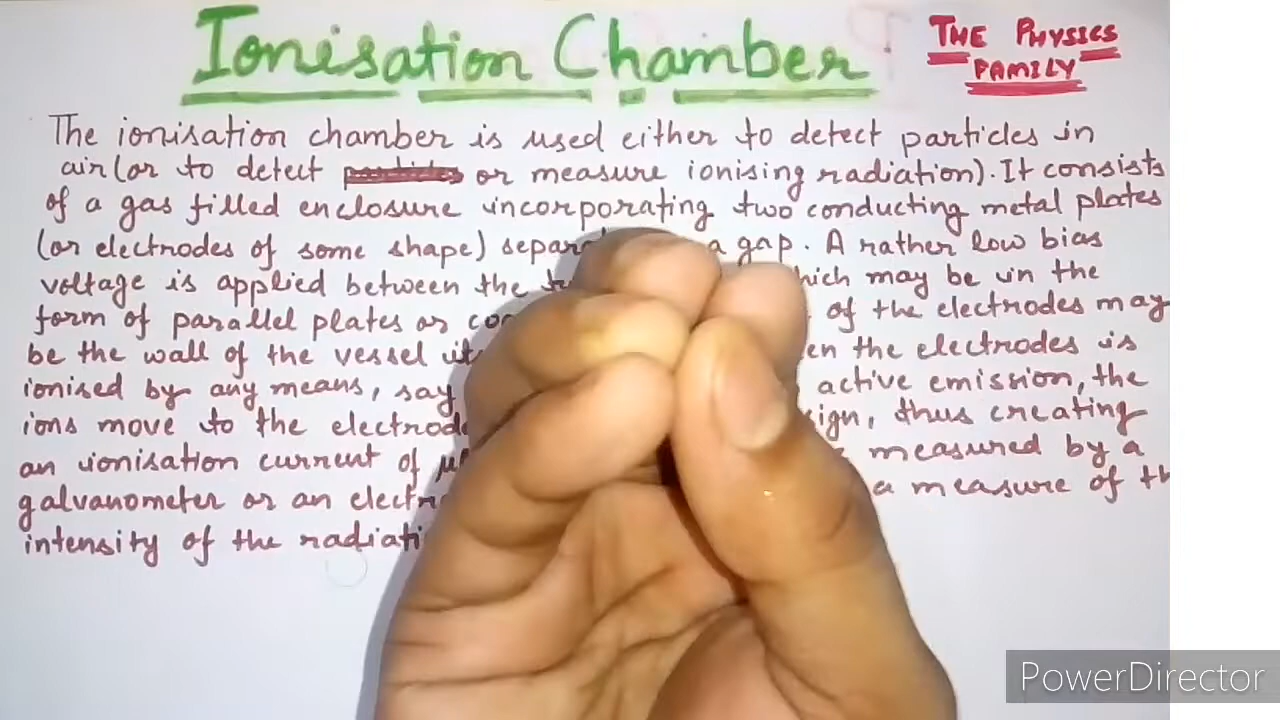 Ionisation Chamber
THE PHYSICS
FAMILY
The ionisation chamber is used either to detect particles in
air (or to detect or measure ionising radiation). It consists
of a gas filled enclosure incorporating two conducting metal plates
(or electrodes of some shape) a gap. A rather low bias
voltage is applied between the may be in the
form of parallel plates or of the electrodes may
be the wall of the vessel the electrodes is
ionised by any means, say active emission, the
ions move to the thus creating
an ionisation current of measured by a
galvanometer or an a measure of
intensity of the
PowerDirector